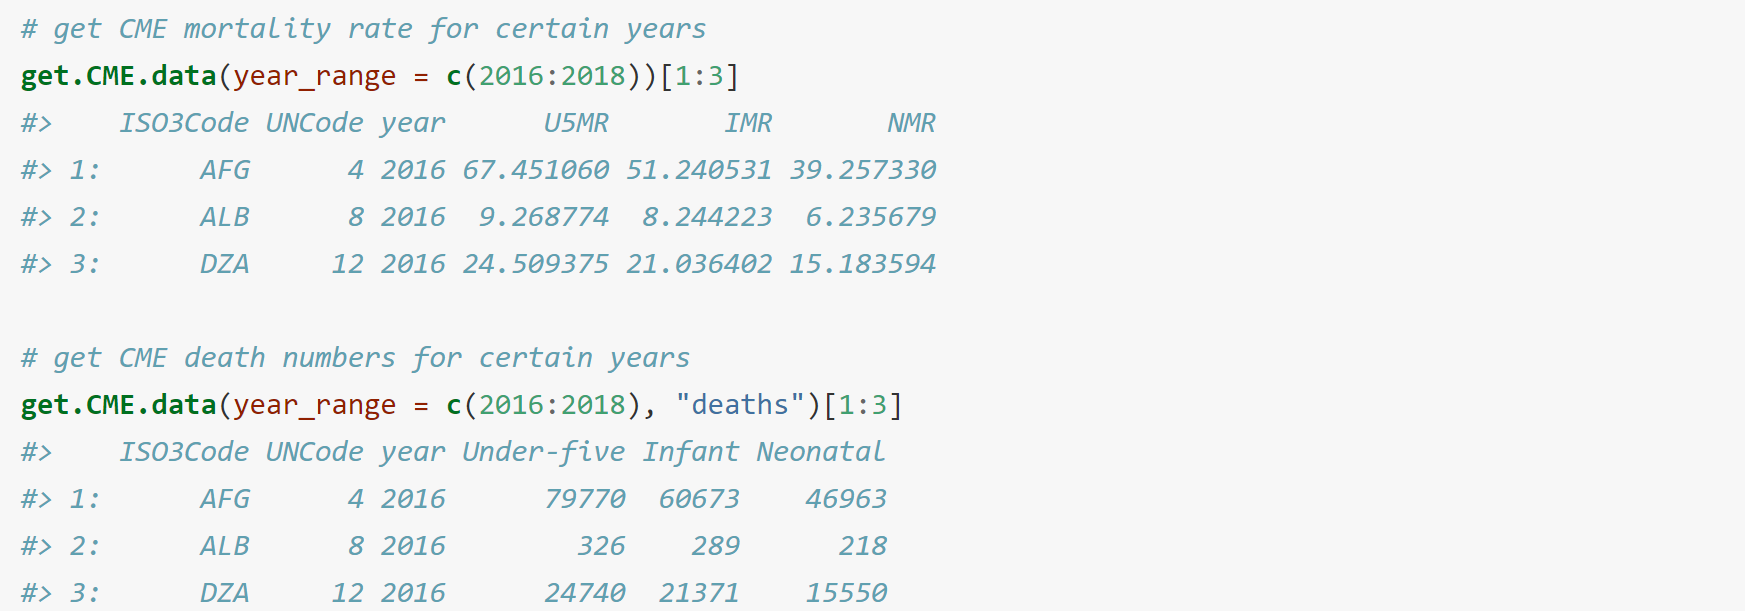 # get CME mortality rate for certain years
get.CME.data(year_range = c(2016:2018))[1:3]
#>    ISO3Code UNCode year      U5MR       IMR       NMR
#> 1:      AFG      4 2016 67.451060 51.240531 39.257330
#> 2:      ALB      8 2016  9.268774  8.244223  6.235679
#> 3:      DZA     12 2016 24.509375 21.036402 15.183594
# get CME death numbers for certain years
get.CME.data(year_range = c(2016:2018), "deaths")[1:3]
#>    ISO3Code UNCode year Under-five Infant Neonatal
#> 1:      AFG      4 2016      79770  60673    46963
#> 2:      ALB      8 2016        326    289      218
#> 3:      DZA     12 2016      24740  21371    15550